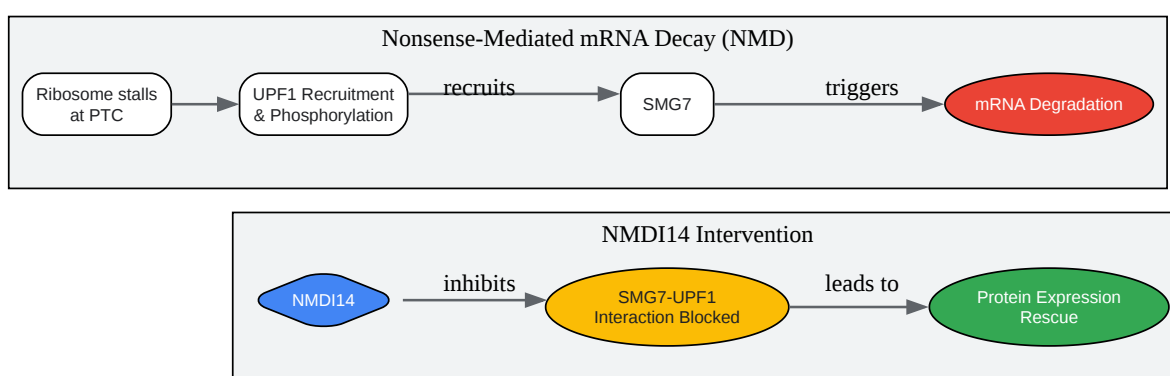 Nonsense-Mediated mRNA Decay (NMD)
Ribosome stalls
at PTC
UPF1 Recruitment
& Phosphorylation
recruits
SMG7
triggers
mRNA Degradation
NMDI14 Intervention
NMDI14
inhibits
SMG7-UPF1
Interaction Blocked
leads to
Protein Expression
Rescue